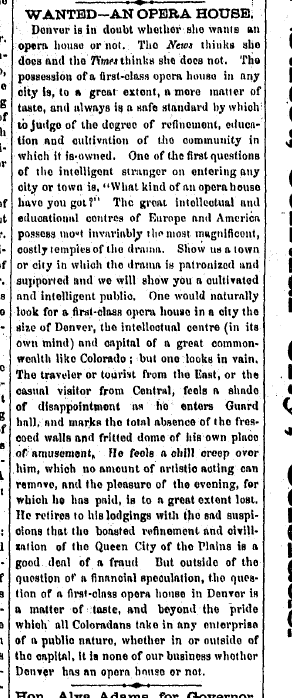 WANTED—AN OPERA HOUSE.
Denver is in doubt whether she wants an
opera house or not. The News thinks she
does and the Times thinks she does not. The
possession of a first-class opera house in any
city is, to a great extent, a mere matter of
taste, and always is a safe standard by which
to judge of the degree of refinement, educa-
tion and cultivation of the community in
which it is owned. One of the first questions
of the intelligent stranger on entering any
city or town is, "What kind of an opera house
have you got?" The great intellectual and
educational centres of Europe and America
possess most invariably the most magnificent,
costly temples of the drama. Show us a town
or city in which the drama is patronized and
supported and we will show you a cultivated
and intelligent public. One would naturally
look for a first-class opera house in a city the
size of Denver, the intellectual centre (in its
own mind) and capital of a great common-
wealth like Colorado; but one looks in vain.
The traveler or tourist from the East, or the
casual visitor from Central, feels a shade
of disappointment as he enters Guard
hall, and marks the total absence of the fres-
coed walls and fritted dome of his own place
of amusement. He feels a chill creep over
him, which no amount of artistic acting can
remove, and the pleasure of the evening, for
which he has paid, is to a great extent lost.
He retires to his lodgings with the sad suspi-
cions that the boasted refinement and civili-
zation of the Queen City of the Plains is a
good deal of a fraud But outside of the
question of a financial speculation, the ques-
tion of a first-class opera house in Denver is
a matter of taste, and beyond the pride
which all Coloradans take in any enterprise
of a public nature, whether in or outside of
the capital, it is none of our business whether
Denver has an opera house or not.
Hon. Alva Adams for Governor